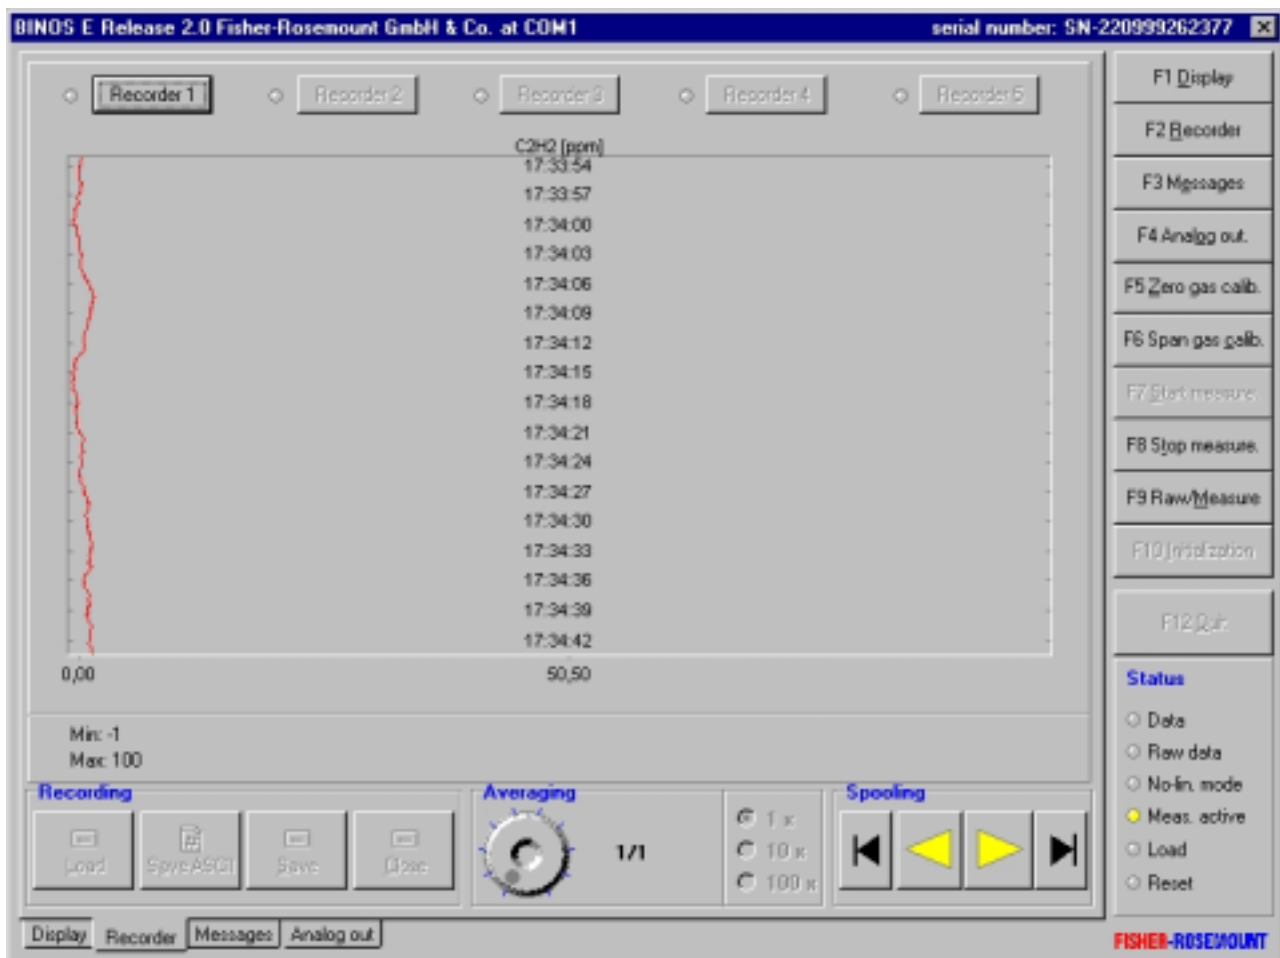 BINOS E Release 2.0 Fisher-Rosemount GmbH & Co. at COM1 serial number: SN-220999262377
Recorder 1 Recorder 2 Recorder 3 Recorder 4 Recorder 5
C2H2 [ppm]
17:33:54
17:33:57
17:34:00
17:34:03
17:34:06
17:34:09
17:34:12
17:34:15
17:34:18
17:34:21
17:34:24
17:34:27
17:34:30
17:34:33
17:34:36
17:34:39
17:34:42
0,00 50,50
Min: -1
Max: 100
Recording
Load Save ASCII Save Close
Averaging
1/1
1 x
10 x
100 x
Spooling
F1 Display
F2 Recorder
F3 Messages
F4 Analog out.
F5 Zero gas calib.
F6 Span gas calib.
F7 Start measure.
F8 Stop measure.
F9 Raw/Measure
F10 Initialization
F12 Quit
Status
Data
Raw data
No-lin. mode
Meas. active
Load
Reset
Display Recorder Messages Analog out
FISHER-ROSEMOUNT